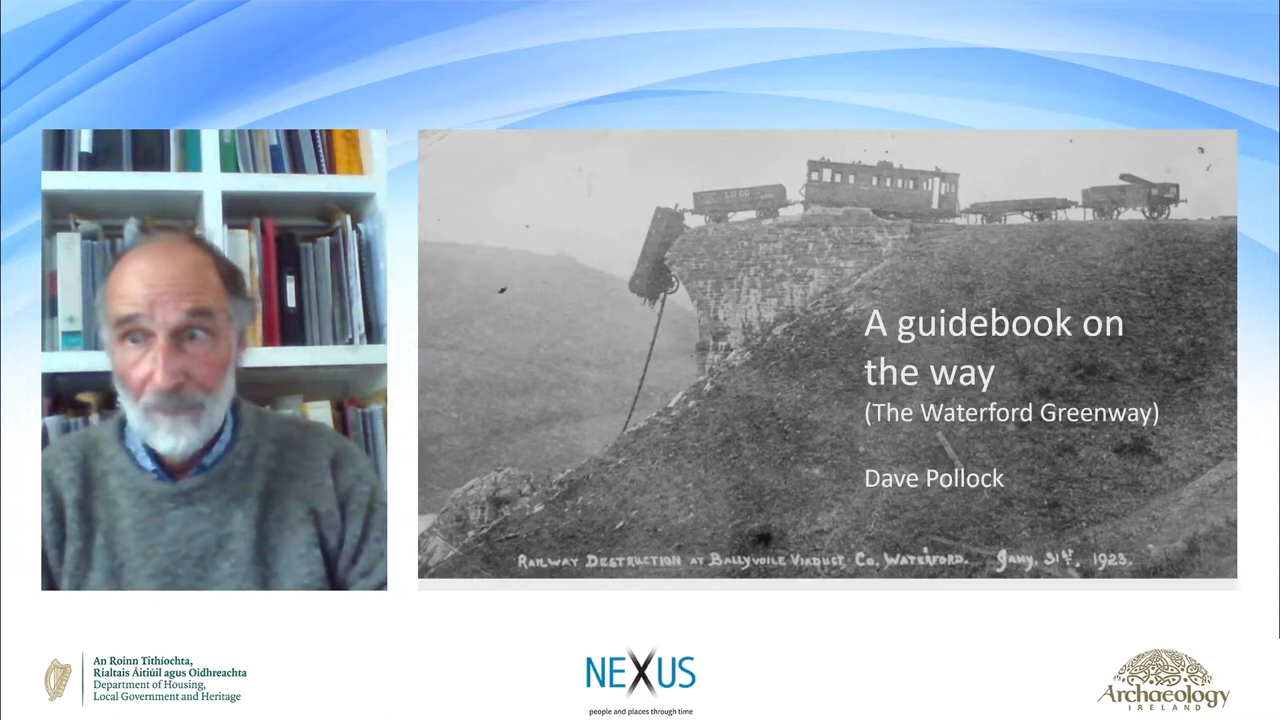 A guidebook on
the way
(The Waterford Greenway)
Dave Pollock
RAILWAY DESTRUCTION AT BALLYVOILE VIADUCT Co. WATERFORD. JANY. 31ST, 1923.
An Roinn Tithíochta,
Rialtais Áitiúil agus Oidhreachta
Department of Housing,
Local Government and Heritage
NEXUS
people and places through time
Archaeology
IRELAND